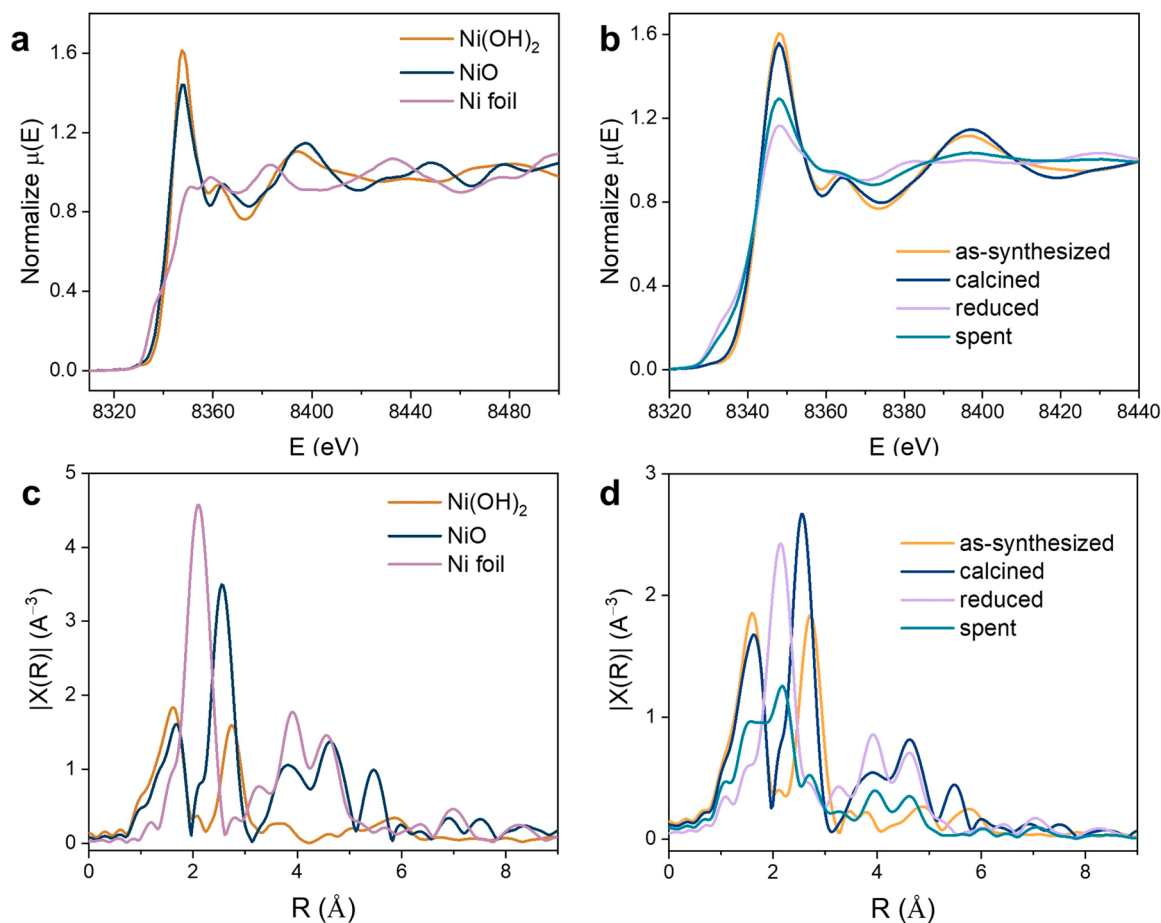 a
Ni(OH)₂
NiO
Ni foil
Normalize μ(E)
1.6
1.2
0.8
0.4
0.0
8320 8360 8400 8440 8480
E (eV)
b
as-synthesized
calcined
reduced
spent
Normalize μ(E)
1.6
1.2
0.8
0.4
0.0
8320 8340 8360 8380 8400 8420 8440
E (eV)
c
Ni(OH)₂
NiO
Ni foil
|X(R)| (A⁻³)
5
4
3
2
1
0
0 2 4 6 8
R (Å)
d
as-synthesized
calcined
reduced
spent
|X(R)| (A⁻³)
3
2
1
0
0 2 4 6 8
R (Å)